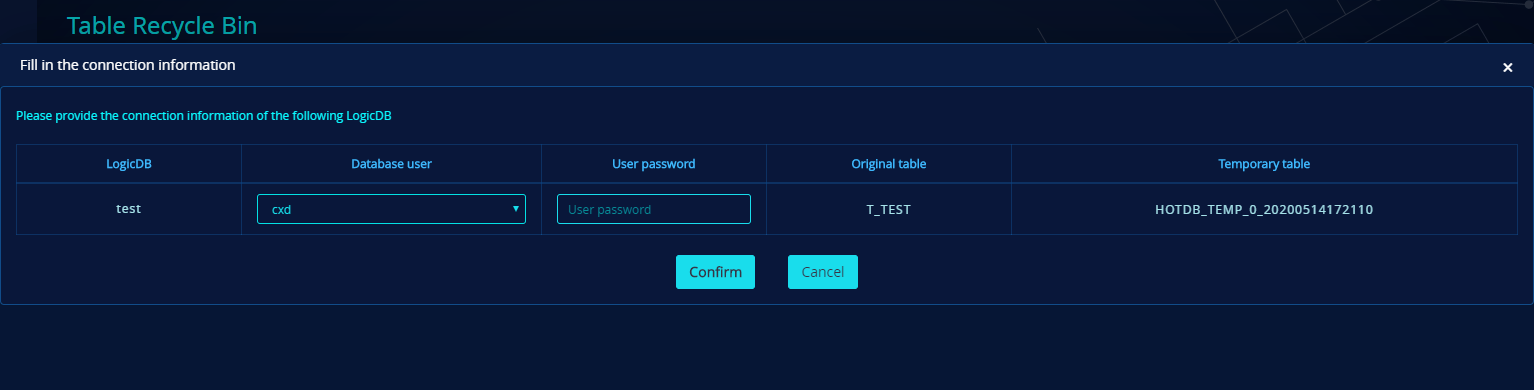 Table Recycle Bin
Fill in the connection information
×
Please provide the connection information of the following LogicDB
LogicDB Database user User password Original table Temporary table
test cxd User password T_TEST HOTDB_TEMP_0_20200514172110
Confirm Cancel